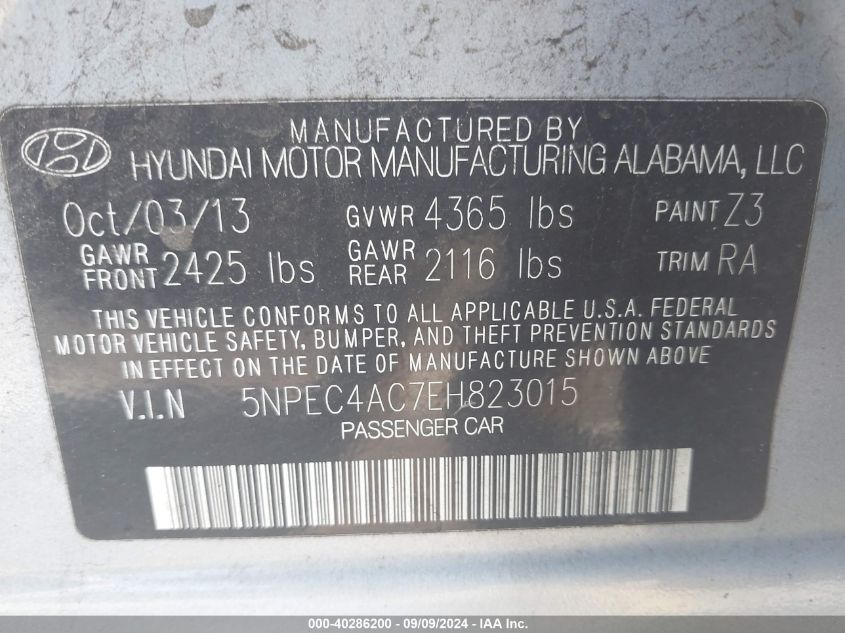 MANUFACTURED BY
HYUNDAI MOTOR MANUFACTURING ALABAMA, LLC
Oct/03/13 GVWR 4365 lbs PAINT Z3
GAWR FRONT 2425 lbs GAWR REAR 2116 lbs TRIM RA
THIS VEHICLE CONFORMS TO ALL APPLICABLE U.S.A. FEDERAL
MOTOR VEHICLE SAFETY, BUMPER, AND THEFT PREVENTION STANDARDS
IN EFFECT ON THE DATE OF MANUFACTURE SHOWN ABOVE
V.I.N 5NPEC4AC7EH823015
PASSENGER CAR
000-40286200 - 09/09/2024 - IAA Inc.